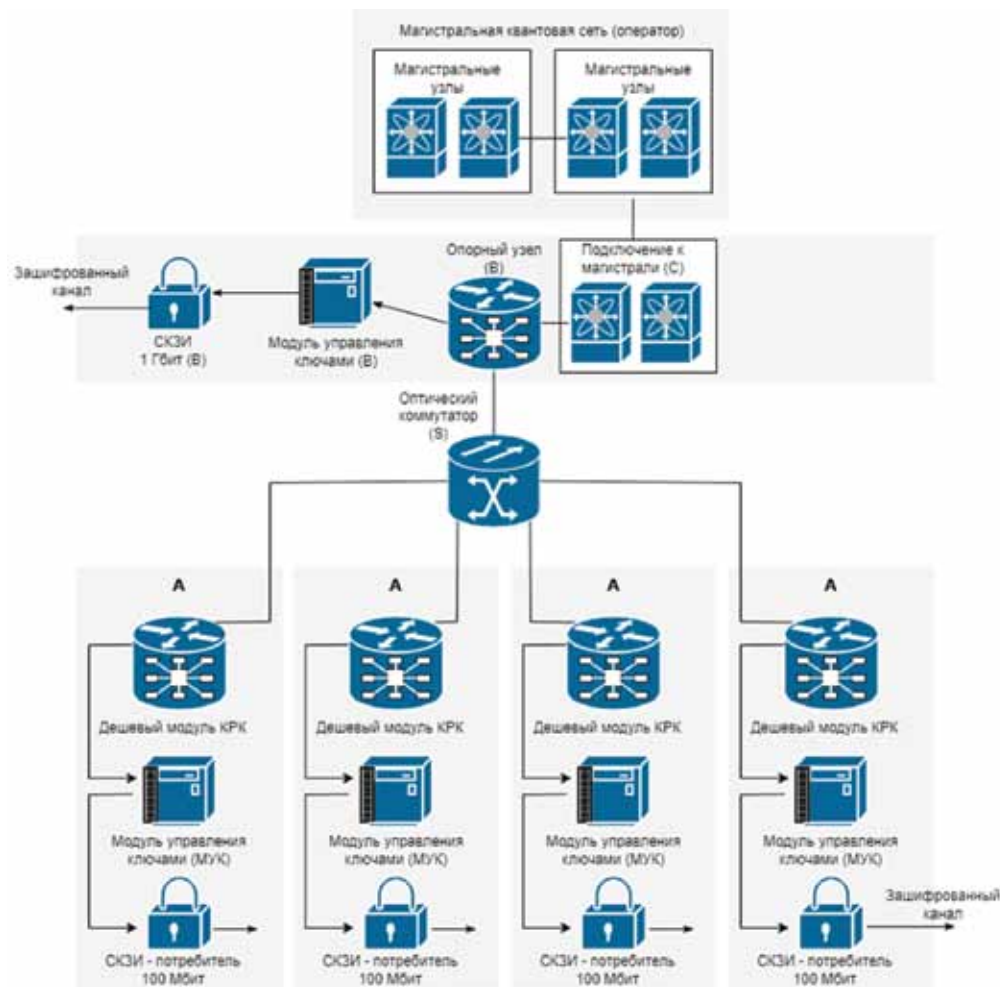 Магистральная квантовая сеть (оператор)
Магистральные
узлы
Магистральные
узлы
Зашифрованный
канал
СКЗИ
1 Гбит (B)
Модуль управления
ключами (B)
Опорный узел
(B)
Подключение к
магистрали (C)
Оптический
коммутатор
(S)
A
A
A
A
Дешевый модуль КРК
Дешевый модуль КРК
Дешевый модуль КРК
Дешевый модуль КРК
Модуль управления
ключами (МУК)
Модуль управления
ключами (МУК)
Модуль управления
ключами (МУК)
Модуль управления
ключами (МУК)
Зашифрованный
канал
СКЗИ - потребитель
100 Мбит
СКЗИ - потребитель
100 Мбит
СКЗИ - потребитель
100 Мбит
СКЗИ - потребитель
100 Мбит